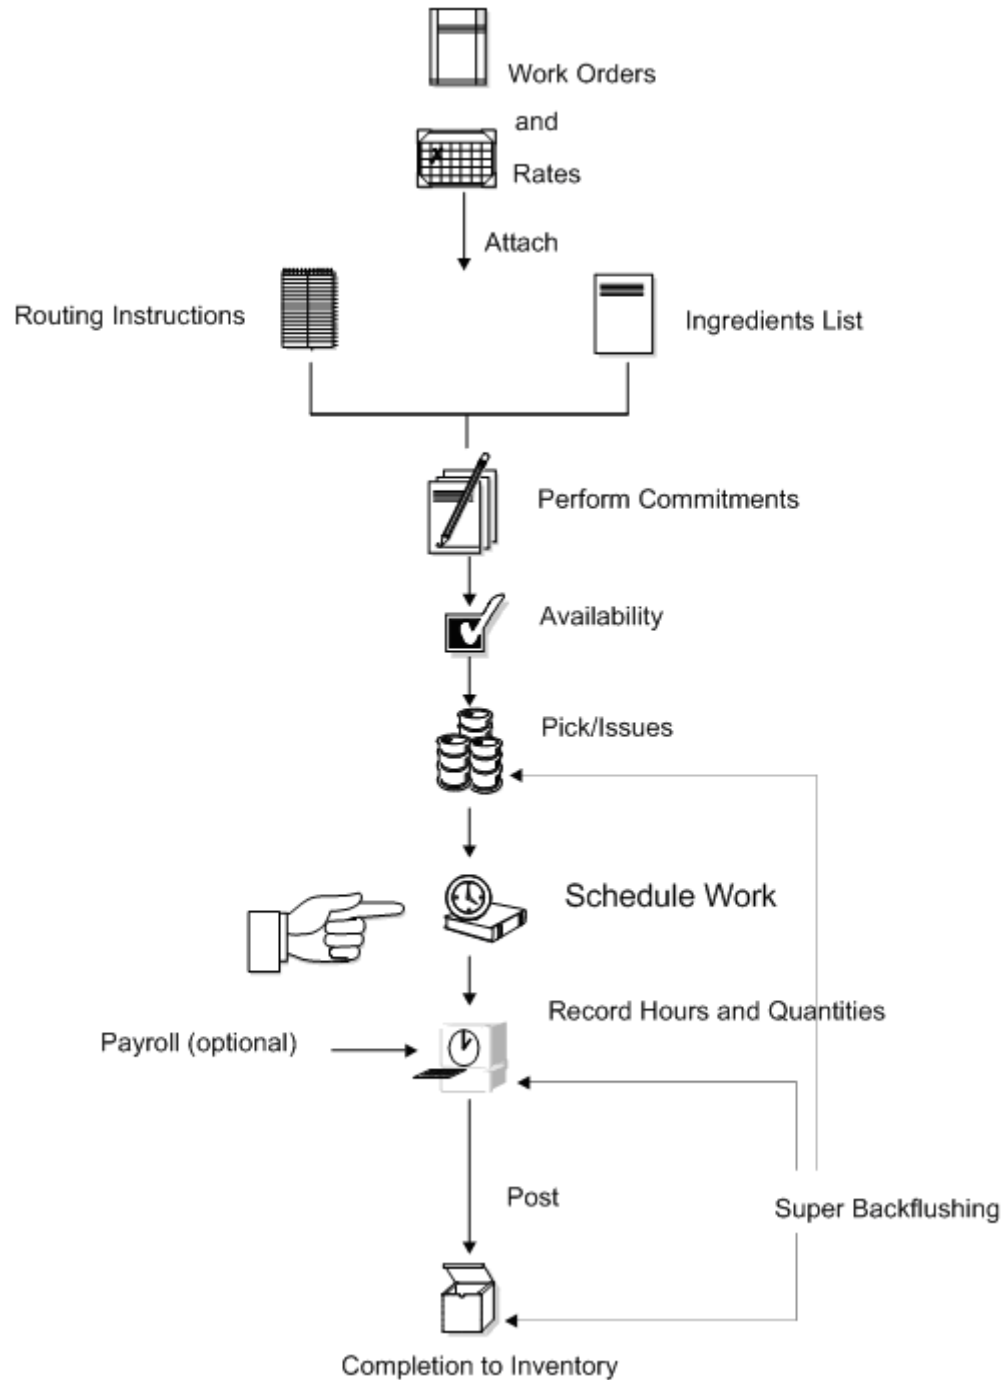 Work Orders
and
Rates
Attach
Routing Instructions
Ingredients List
Perform Commitments
Availability
Pick/Issues
Schedule Work
Record Hours and Quantities
Payroll (optional)
Post
Super Backflushing
Completion to Inventory